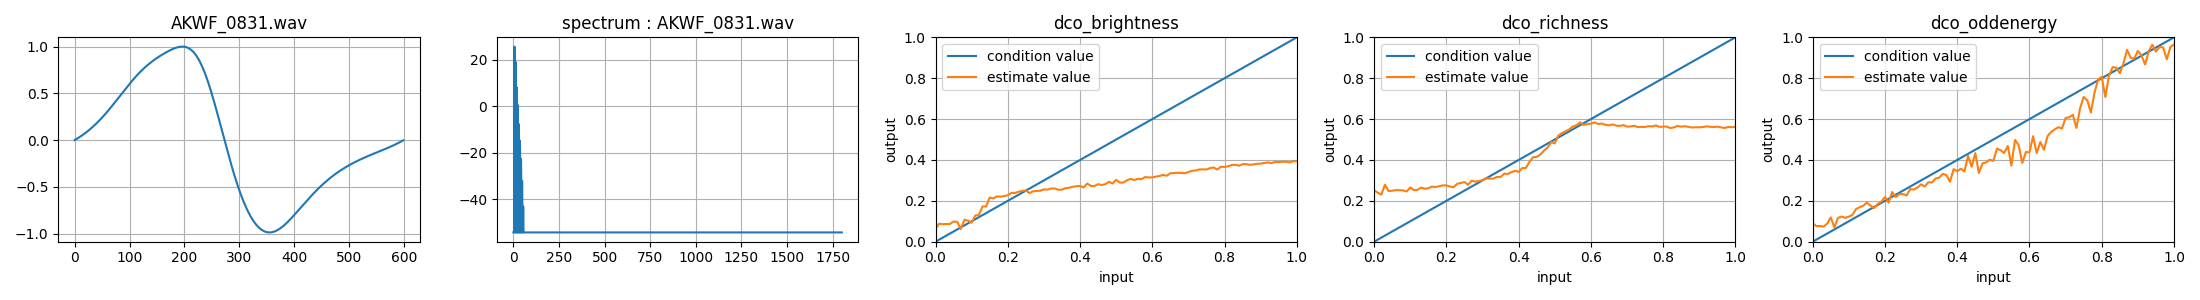 AKWF_0831.wav
1.0
0.5
0.0
−0.5
−1.0
0 100 200 300 400 500 600
spectrum : AKWF_0831.wav
20
0
−20
−40
0 250 500 750 1000 1250 1500 1750
dco_brightness
condition value
estimate value
output
1.0
0.8
0.6
0.4
0.2
0.0
0.0 0.2 0.4 0.6 0.8 1.0
input
dco_richness
condition value
estimate value
output
1.0
0.8
0.6
0.4
0.2
0.0
0.0 0.2 0.4 0.6 0.8 1.0
input
dco_oddenergy
condition value
estimate value
output
1.0
0.8
0.6
0.4
0.2
0.0
0.0 0.2 0.4 0.6 0.8 1.0
input